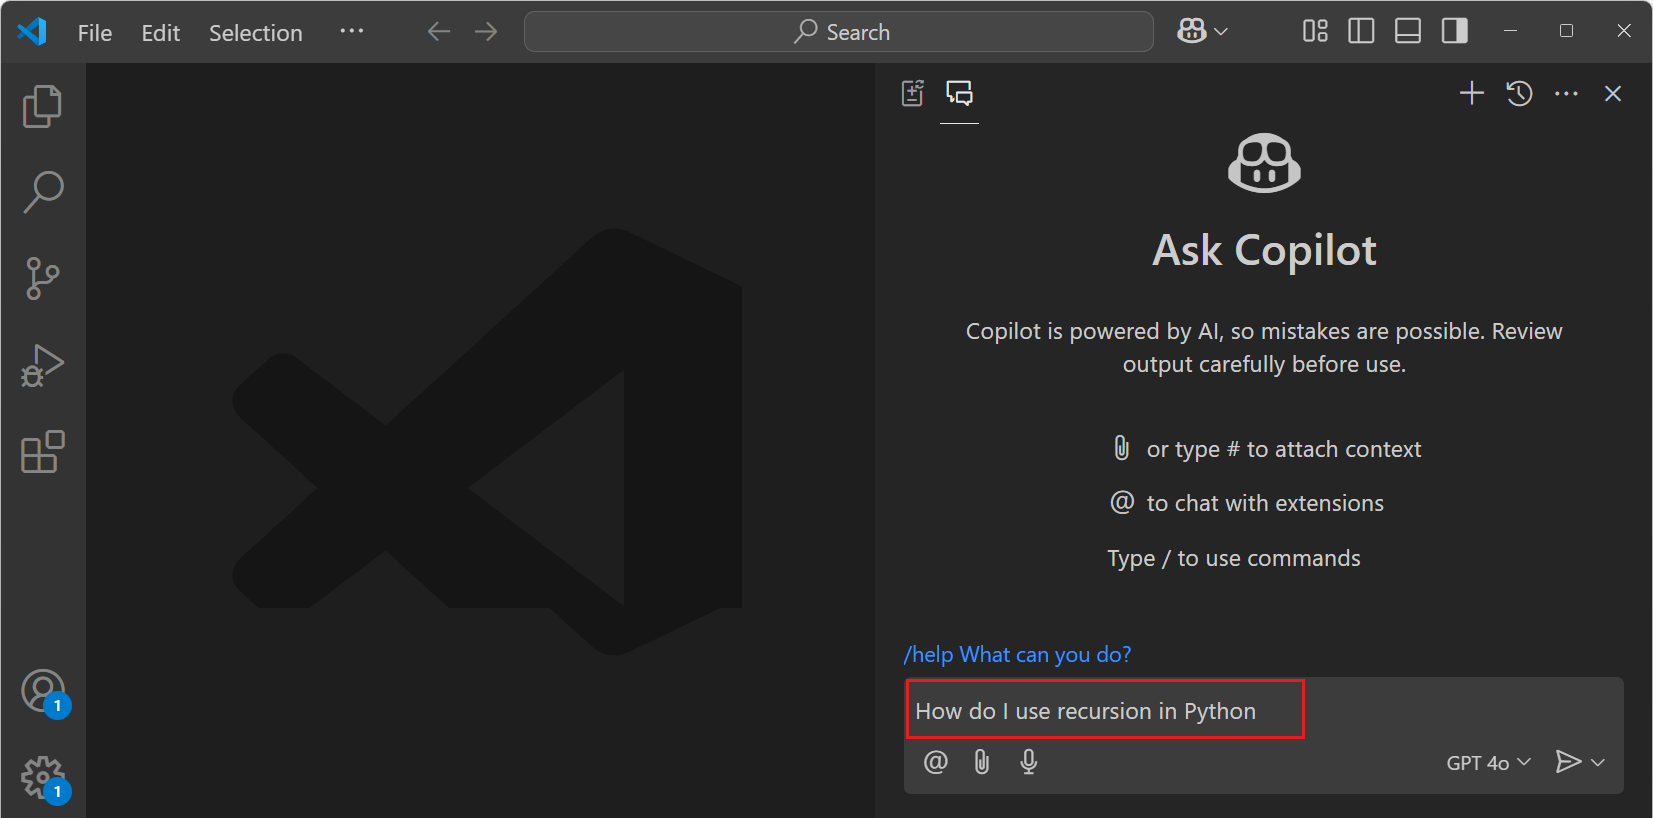 File Edit Selection ··· Search
Ask Copilot
Copilot is powered by AI, so mistakes are possible. Review
output carefully before use.
or type # to attach context
@ to chat with extensions
Type / to use commands
/help What can you do?
How do I use recursion in Python
@ GPT 4o
1
1